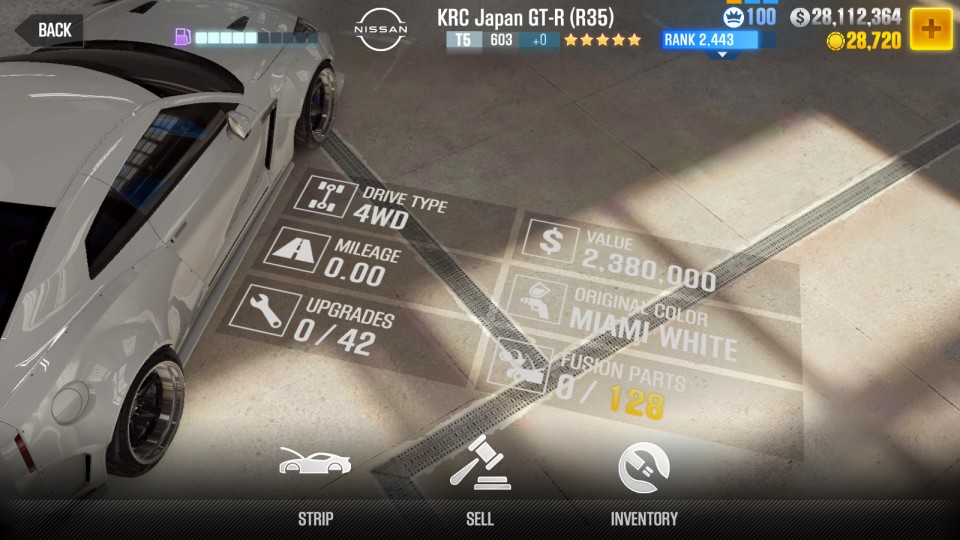 BACK
NISSAN
KRC Japan GT-R (R35)
T5 603 +0
100
RANK 2,443
28,112,364
28,720
DRIVE TYPE
4WD
MILEAGE
0.00
UPGRADES
0 / 42
VALUE
2,380,000
ORIGINAL COLOR
MIAMI WHITE
FUSION PARTS
0 / 128
STRIP
SELL
INVENTORY